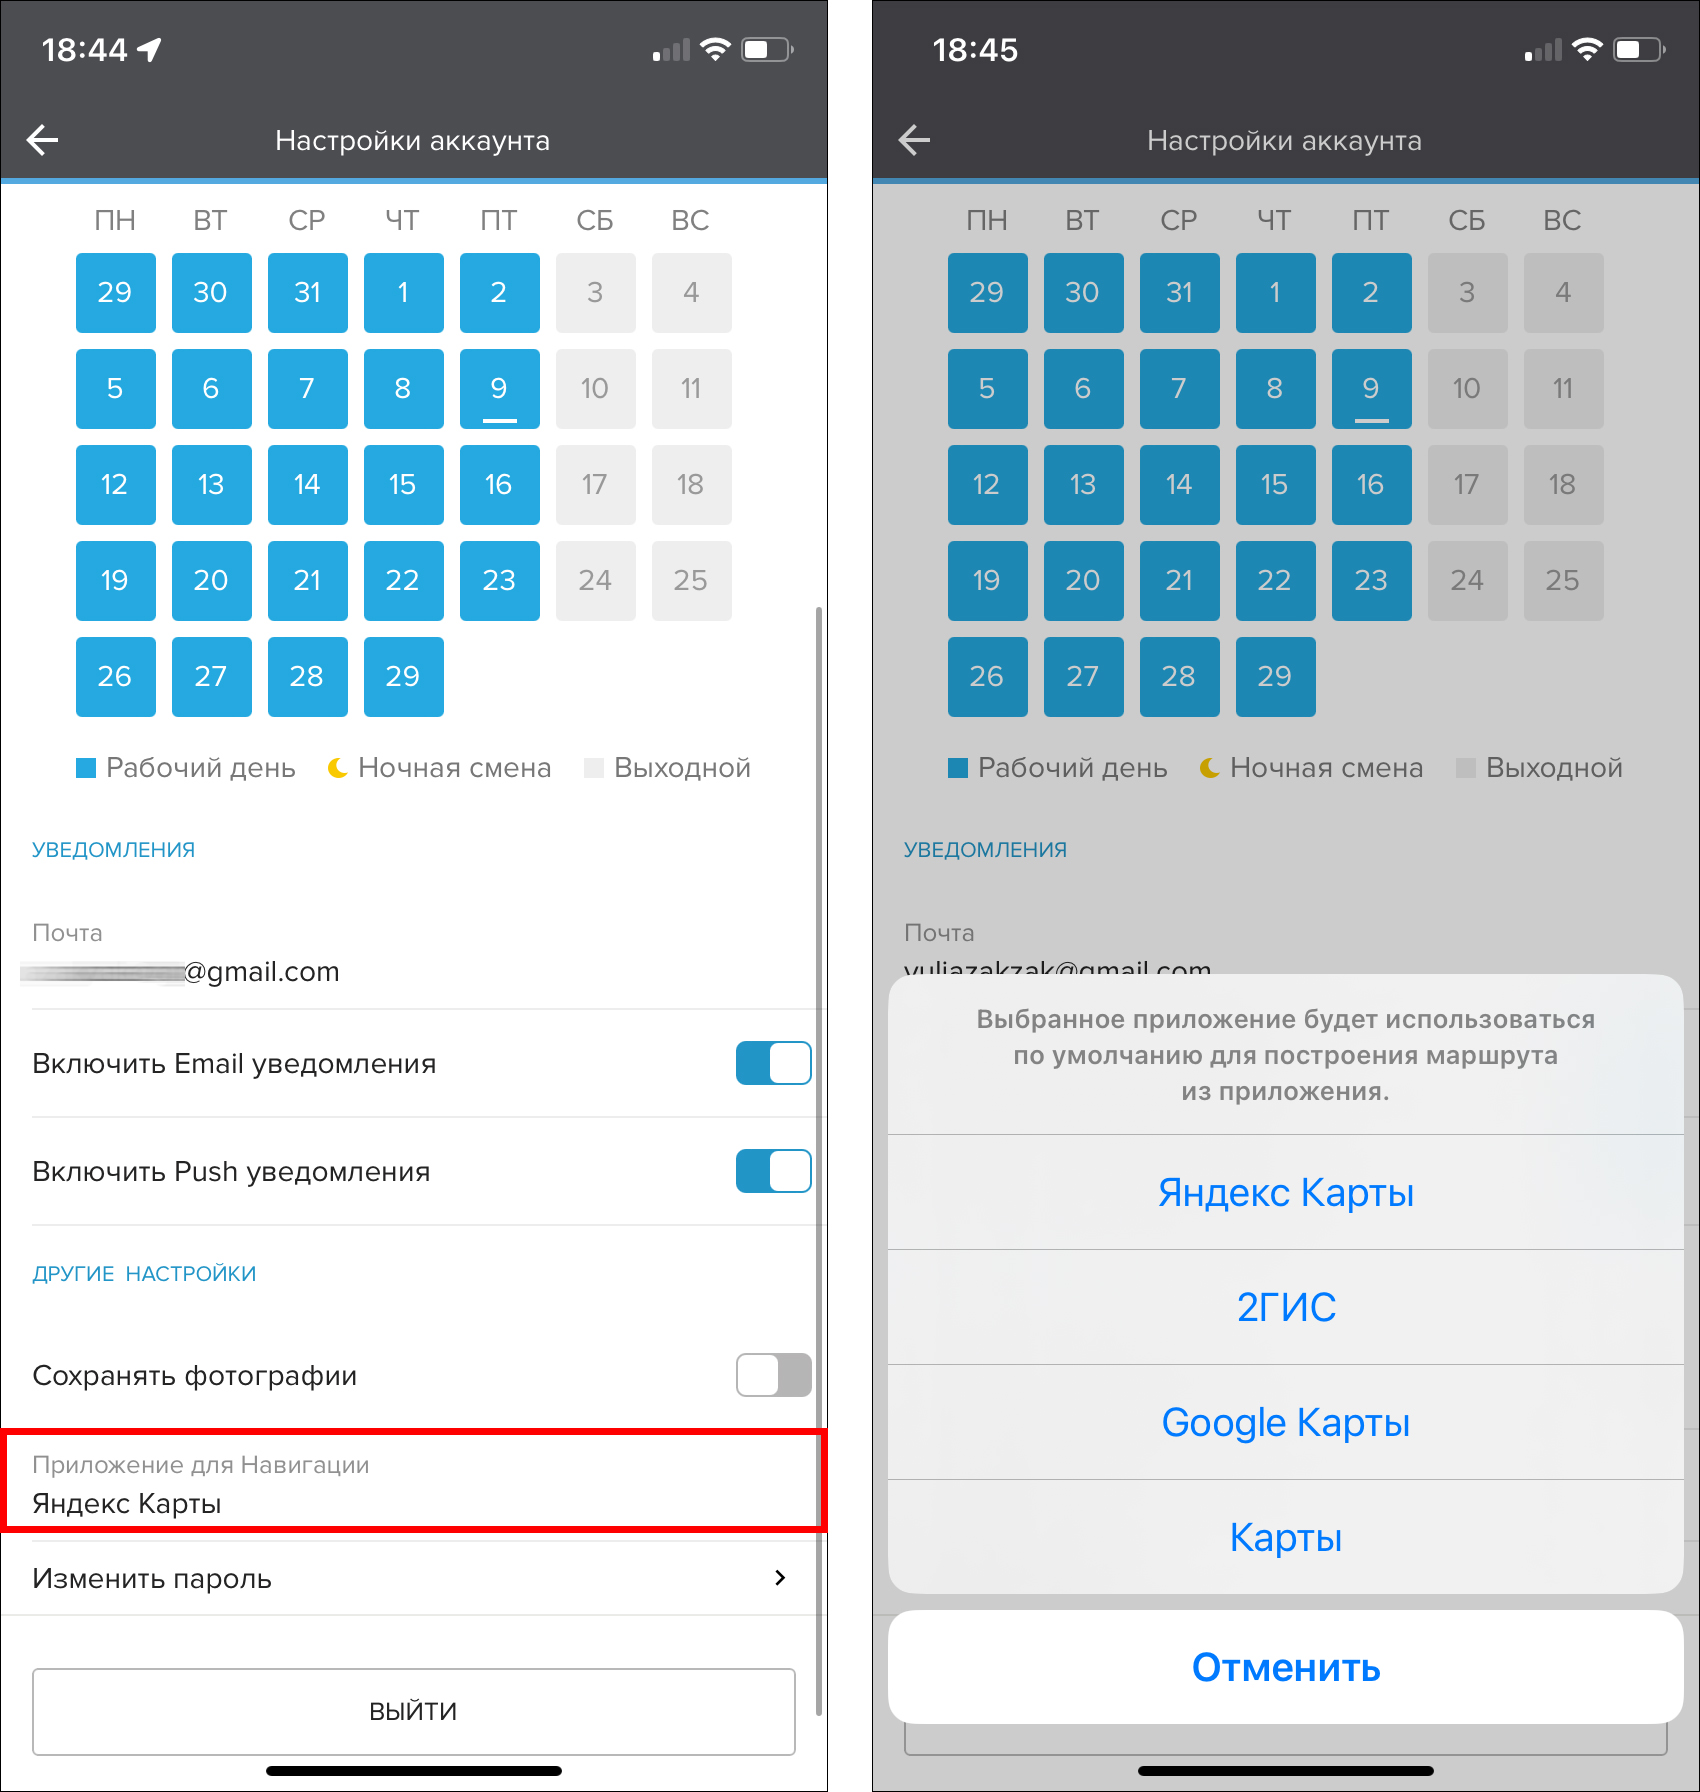 18:44
Настройки аккаунта
ПН ВТ СР ЧТ ПТ СБ ВС
29 30 31 1 2 3 4
5 6 7 8 9 10 11
12 13 14 15 16 17 18
19 20 21 22 23 24 25
26 27 28 29
Рабочий день Ночная смена Выходной
УВЕДОМЛЕНИЯ
Почта
@gmail.com
Включить Email уведомления
Включить Push уведомления
ДРУГИЕ НАСТРОЙКИ
Сохранять фотографии
Приложение для Навигации
Яндекс Карты
Изменить пароль
ВЫЙТИ
18:45
Настройки аккаунта
ПН ВТ СР ЧТ ПТ СБ ВС
29 30 31 1 2 3 4
5 6 7 8 9 10 11
12 13 14 15 16 17 18
19 20 21 22 23 24 25
26 27 28 29
Рабочий день Ночная смена Выходной
УВЕДОМЛЕНИЯ
Почта
yuliazakzak@gmail.com
Выбранное приложение будет использоваться
по умолчанию для построения маршрута
из приложения.
Яндекс Карты
2ГИС
Google Карты
Карты
Отменить